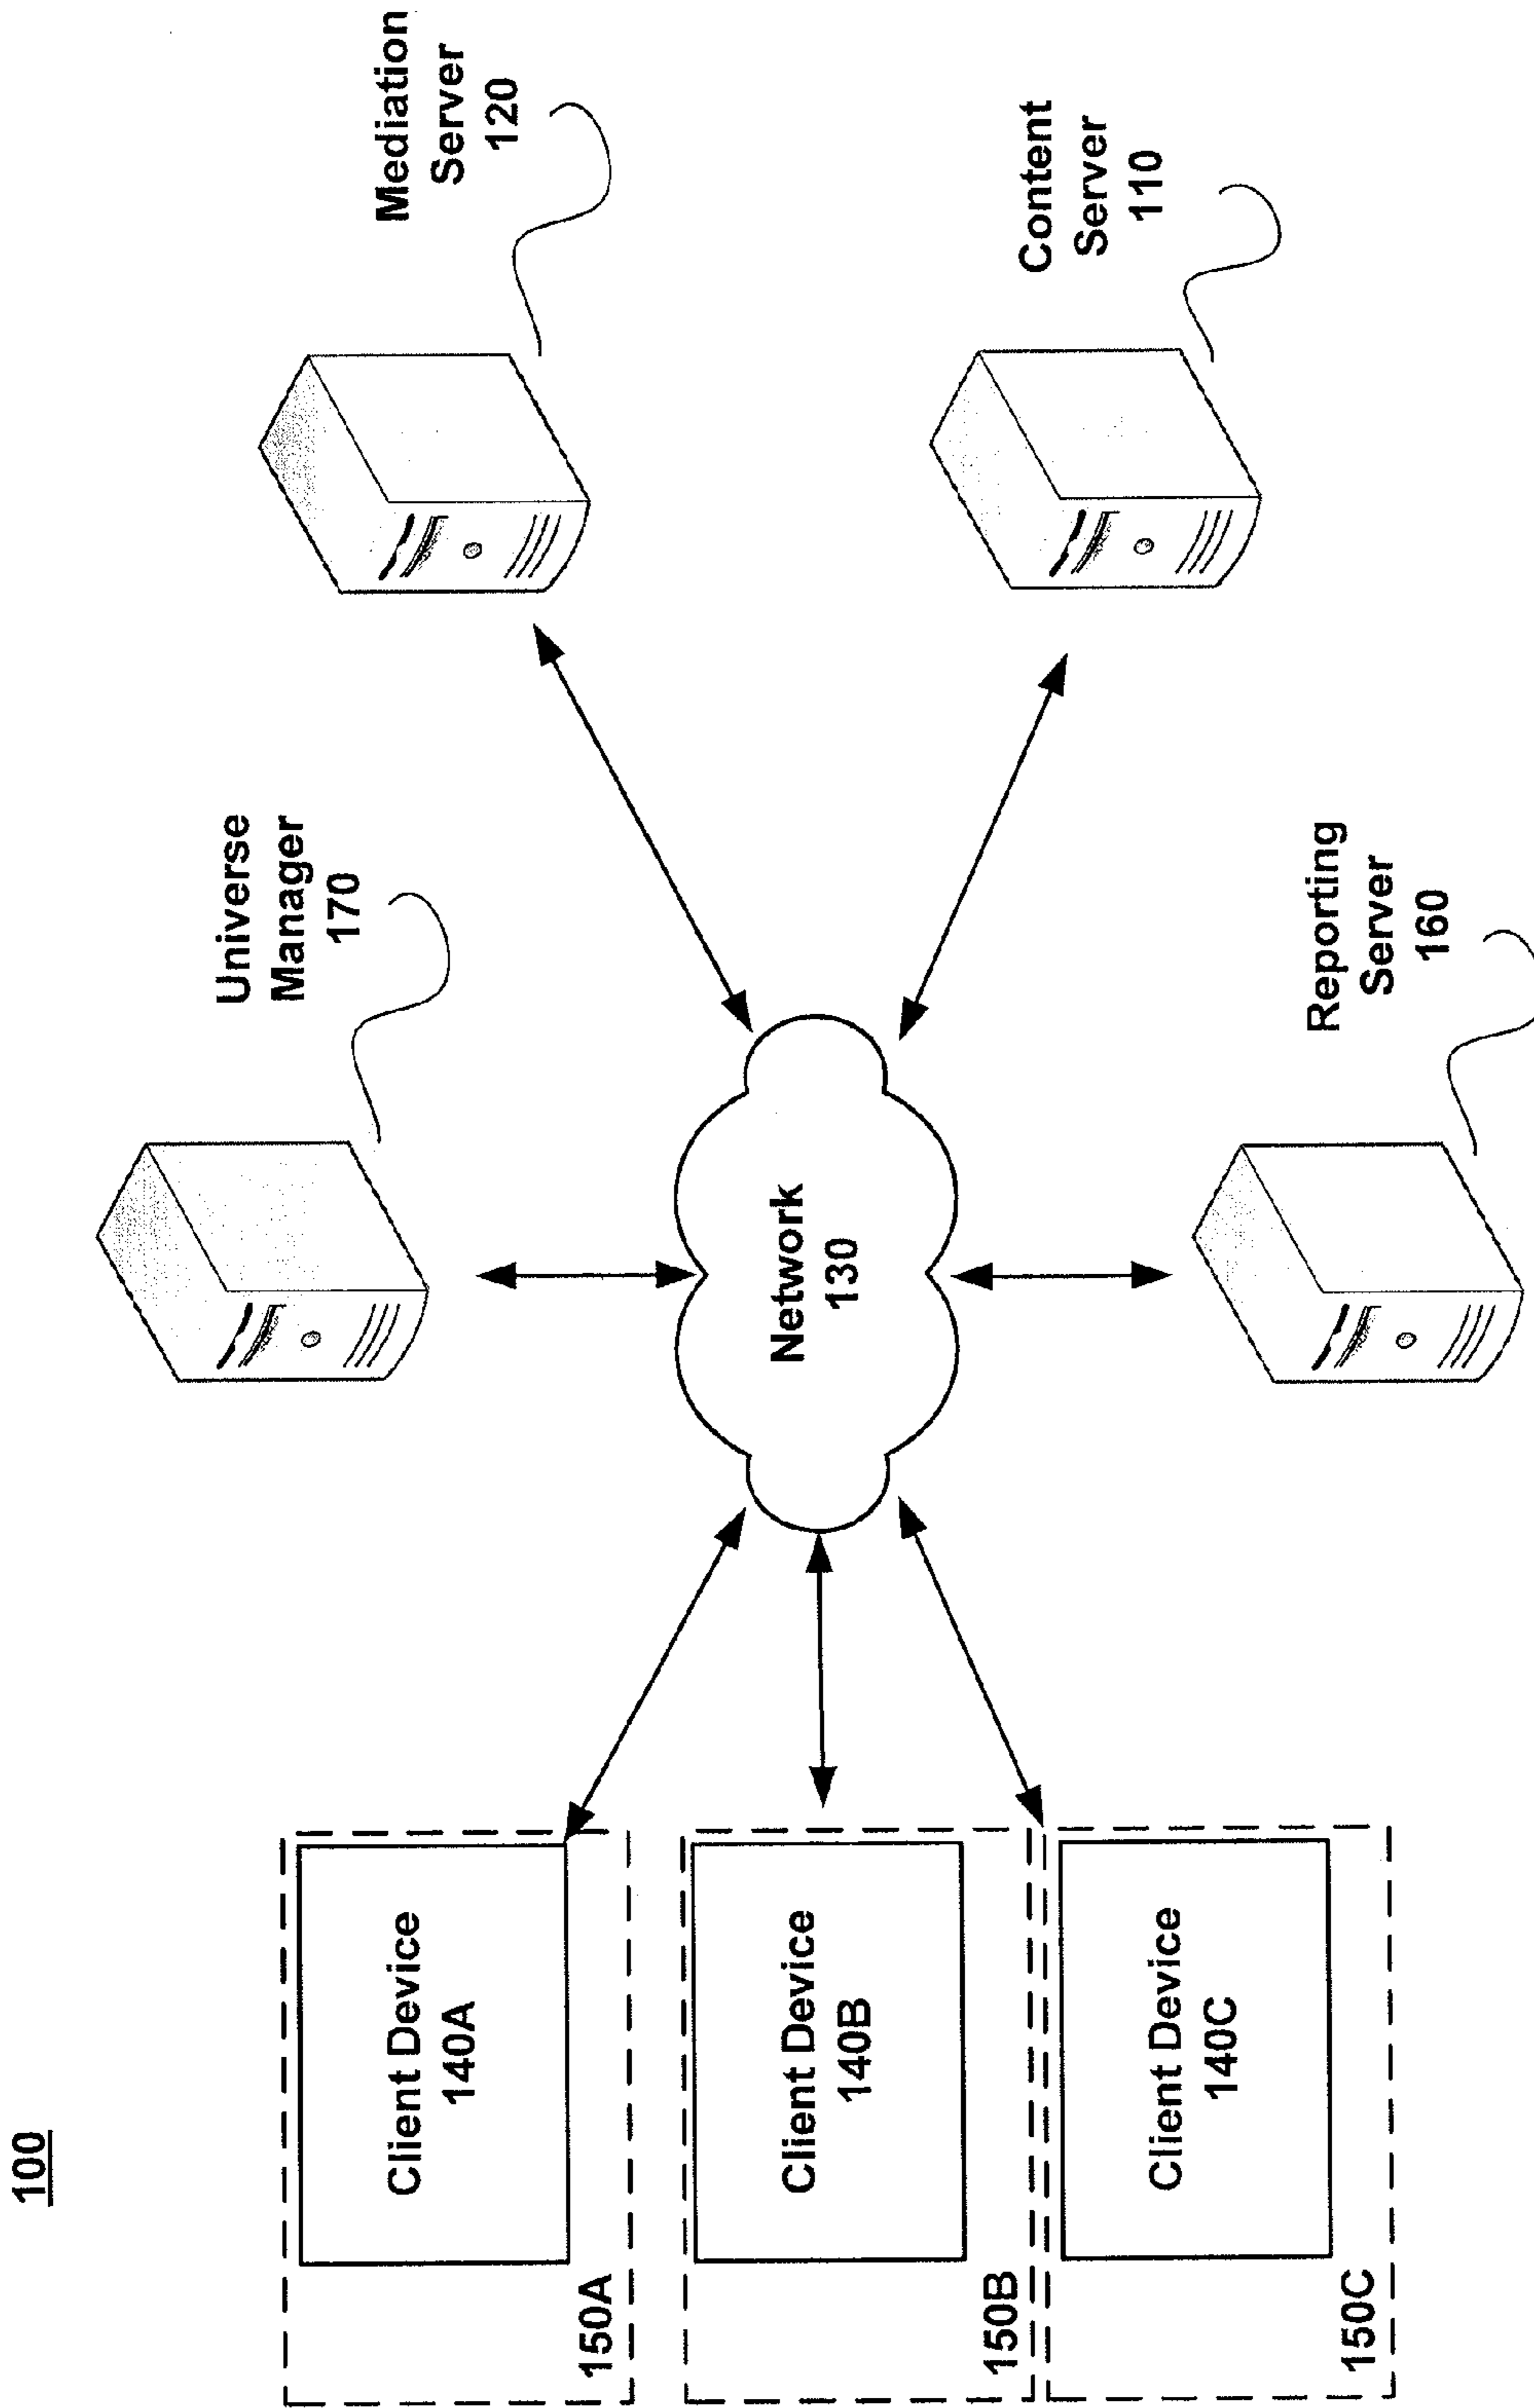 100
Universe
Manager
170
Mediation
Server
120
Client Device
140A
150A
Network
130
Client Device
140B
150B
Content
Server
110
Client Device
140C
150C
Reporting
Server
160